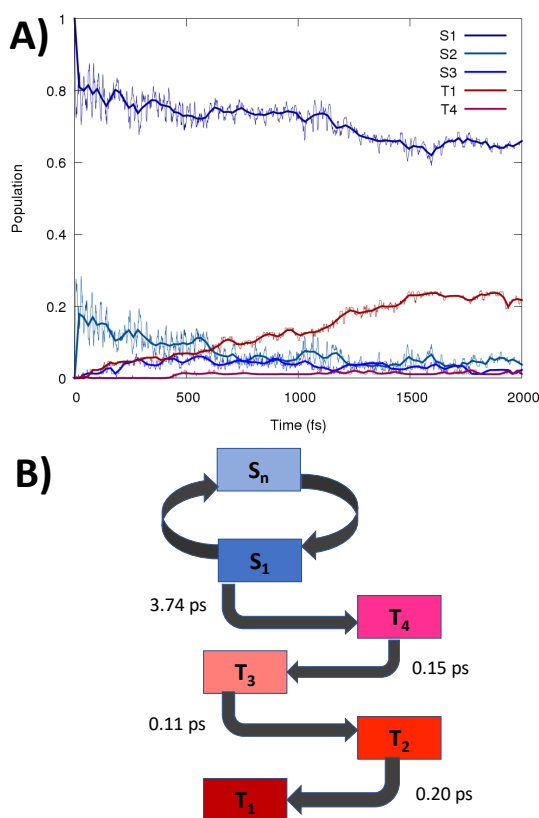 A)
S1
S2
S3
T1
T4
1
0.8
0.6
0.4
0.2
0
Population
0 500 1000 1500 2000
Time (fs)
B)
Sn
S1
3.74 ps
T4
T3
0.15 ps
0.11 ps
T2
T1
0.20 ps